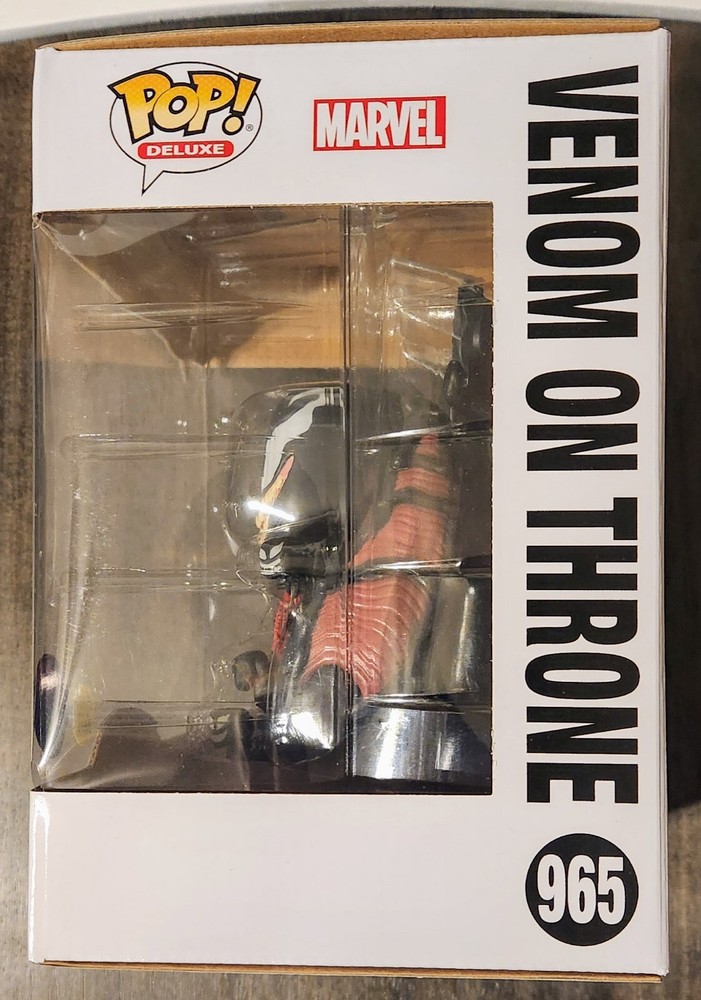 POP!®
DELUXE
MARVEL
VENOM ON THRONE
965